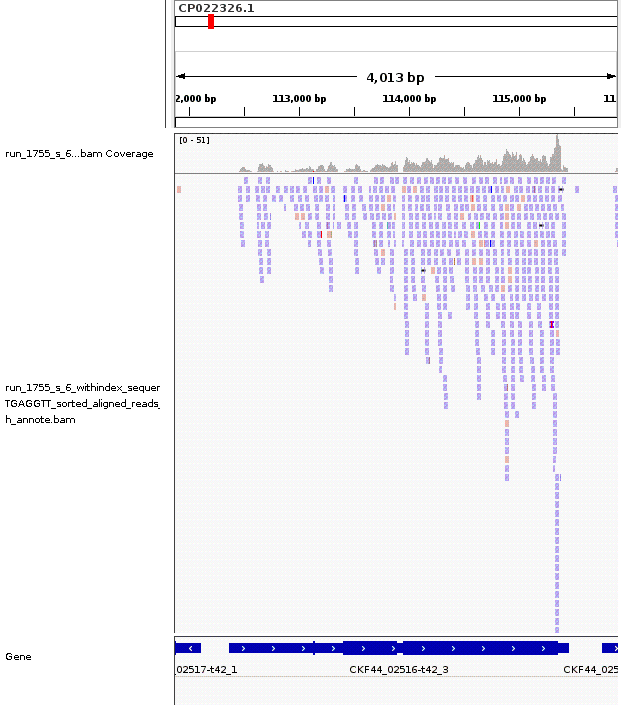 CP022326.1
4,013 bp
2,000 bp 113,000 bp 114,000 bp 115,000 bp 11
[0 - 51]
run_1755_s_6...bam Coverage
run_1755_s_6_withindex_sequer
TGAGGTT_sorted_aligned_reads_
h_annote.bam
Gene
02517-t42_1 CKF44_02516-t42_3 CKF44_025